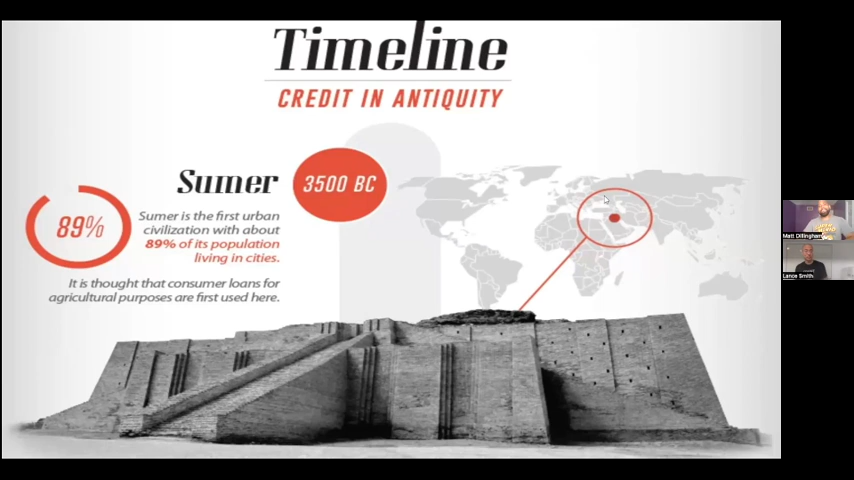 Timeline
CREDIT IN ANTIQUITY
Sumer
3500 BC
89%
Sumer is the first urban
civilization with about
89% of its population
living in cities.
It is thought that consumer loans for
agricultural purposes are first used here.
Matt Dillingham
Lance Smith